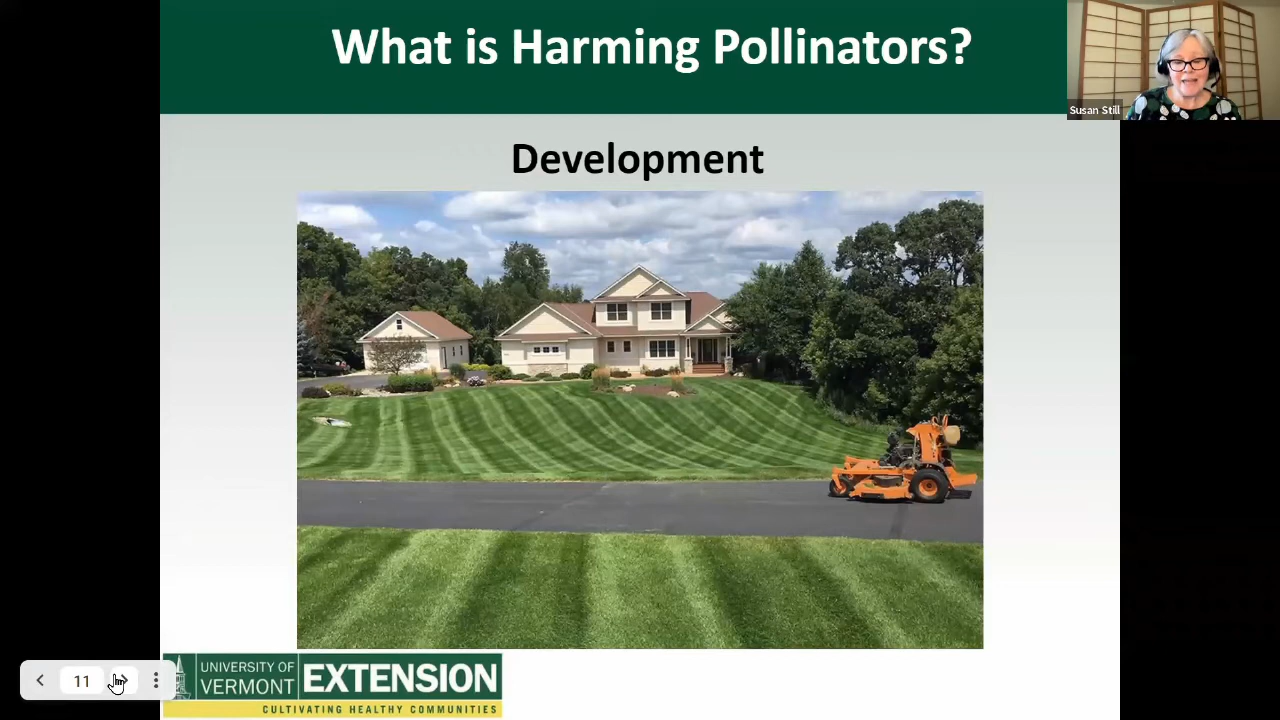 What is Harming Pollinators?
Susan Still
Development
11
UNIVERSITY OF
VERMONT
EXTENSION
CULTIVATING HEALTHY COMMUNITIES